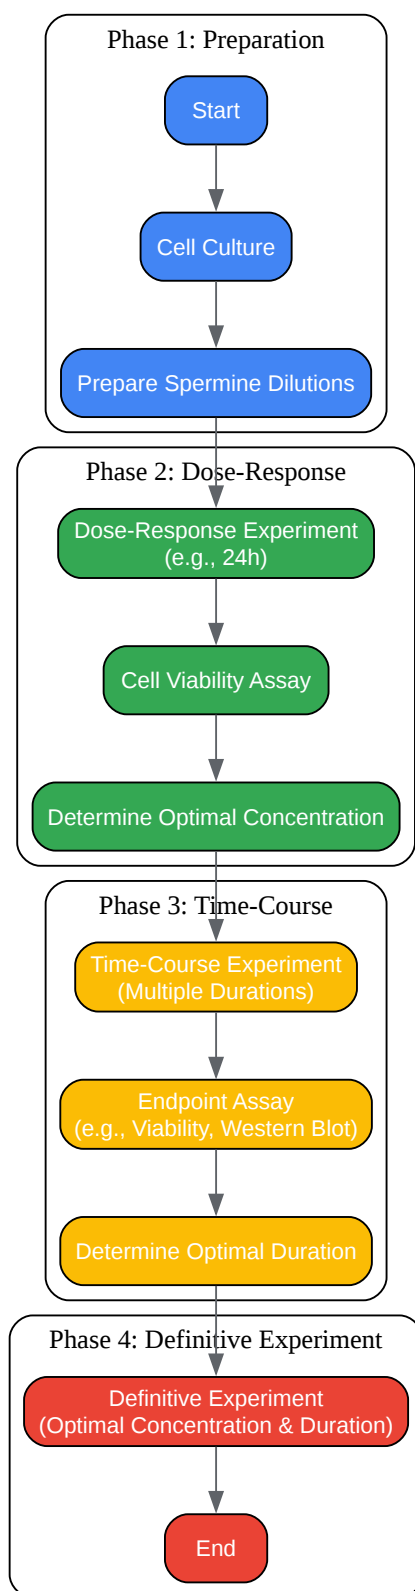 Phase 1: Preparation
Start
Cell Culture
Prepare Spermine Dilutions
Phase 2: Dose-Response
Dose-Response Experiment
(e.g., 24h)
Cell Viability Assay
Determine Optimal Concentration
Phase 3: Time-Course
Time-Course Experiment
(Multiple Durations)
Endpoint Assay
(e.g., Viability, Western Blot)
Determine Optimal Duration
Phase 4: Definitive Experiment
Definitive Experiment
(Optimal Concentration & Duration)
End